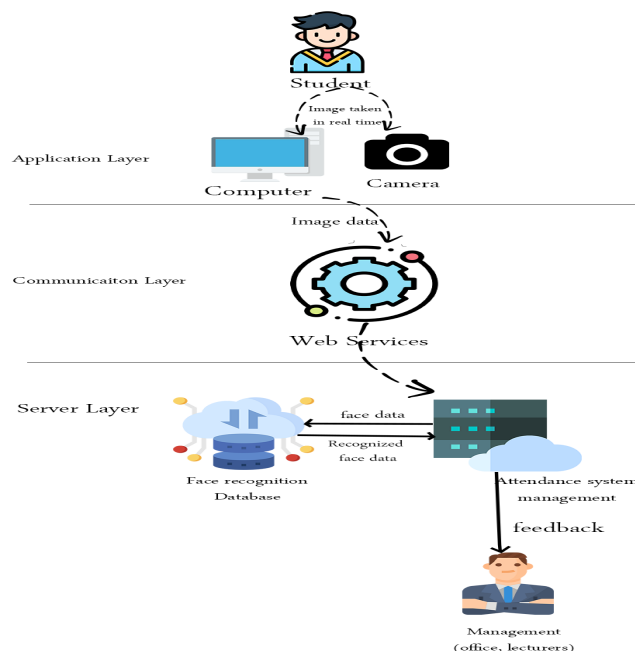 Student
Image taken
in real time
Application Layer
Computer
Camera
Image data
Communicaiton Layer
Web Services
Server Layer
face data
Recognized
face data
Face recognition
Database
Attendance system
management
feedback
Management
(office, lecturers)